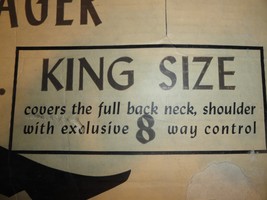 AGER
KING SIZE
covers the full back neck, shoulder
with exclusive 8 way control